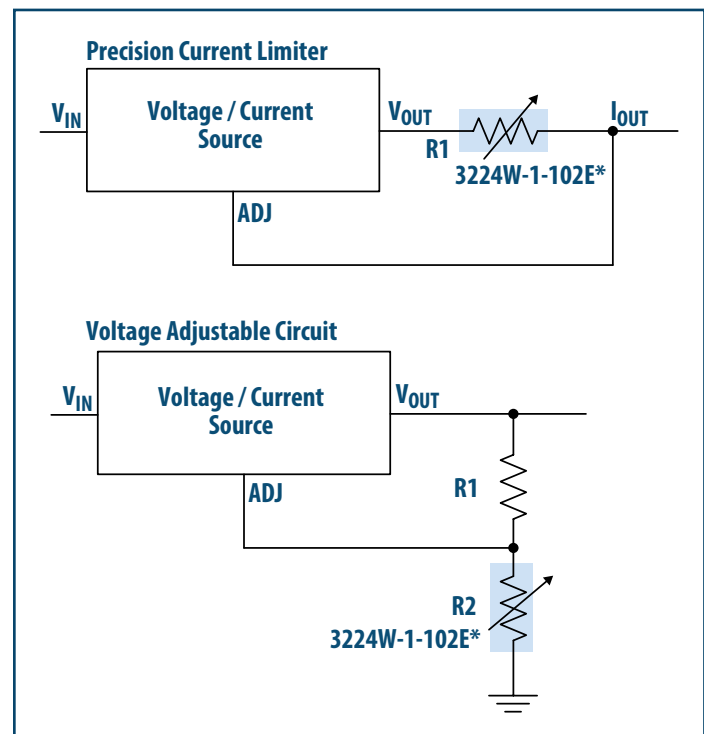 Precision Current Limiter
VIN
Voltage / Current
Source
VOUT
R1
IOUT
3224W-1-102E*
ADJ
Voltage Adjustable Circuit
VIN
Voltage / Current
Source
VOUT
ADJ
R1
R2
3224W-1-102E*